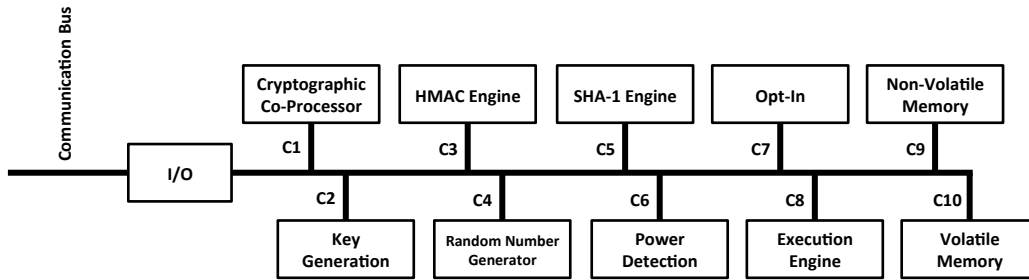 Communication Bus
Cryptographic
Co-Processor
HMAC Engine
SHA-1 Engine
Opt-In
Non-Volatile
Memory
C1
C3
C5
C7
C9
I/O
C2
C4
C6
C8
C10
Key
Generation
Random Number
Generator
Power
Detection
Execution
Engine
Volatile
Memory